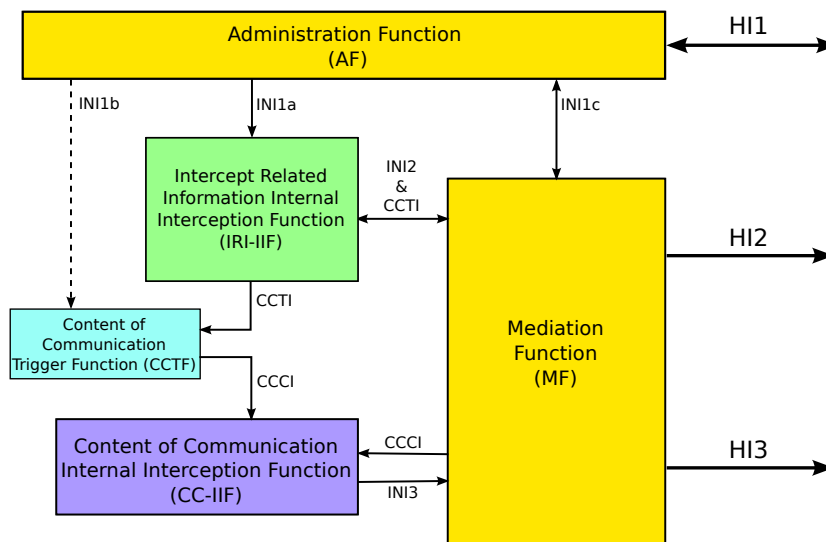 Administration Function
(AF)
HI1
INI1b
INI1a
INI1c
Intercept Related
Information Internal
Interception Function
(IRI-IIF)
INI2
&
CCTI
HI2
CCTI
Content of
Communication
Trigger Function (CCTF)
Mediation
Function
(MF)
CCCI
Content of Communication
Internal Interception Function
(CC-IIF)
CCCI
INI3
HI3